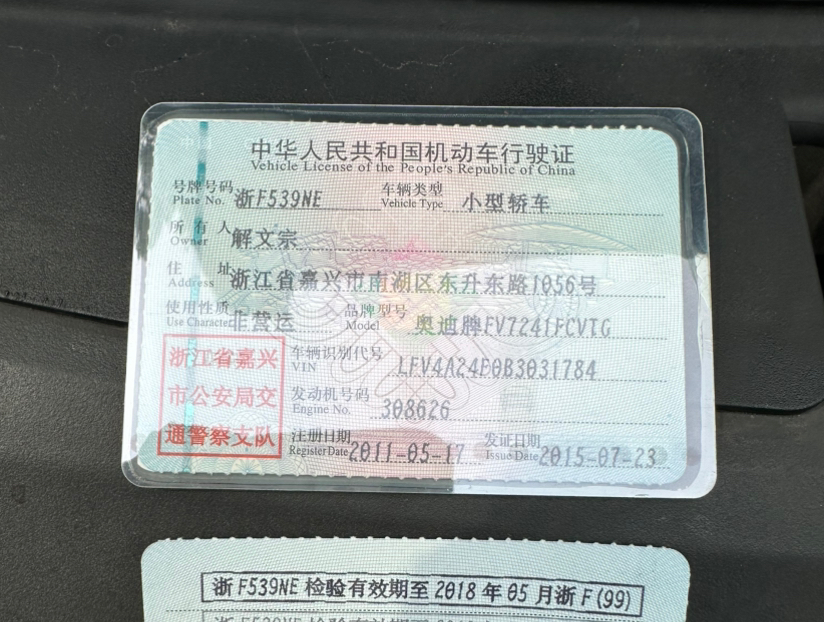 中华人民共和国机动车行驶证
Vehicle License of the People's Republic of China
号牌号码 浙F539NE 车辆类型 小型轿车
Plate No. Vehicle Type
所有人 解文宗
Owner
住址 浙江省嘉兴市南湖区东升东路1056号
Address
使用性质 非营运 品牌型号 奥迪牌FV7241FCVTG
Use Character Model
浙江省嘉兴
市公安局交
通警察支队
车辆识别代号 LFV4A24F0B3031784
VIN
发动机号码 308626
Engine No.
注册日期 2011-05-17 发证日期 2015-07-23
Register Date Issue Date
浙F539NE检验有效期至2018年05月浙F(99)